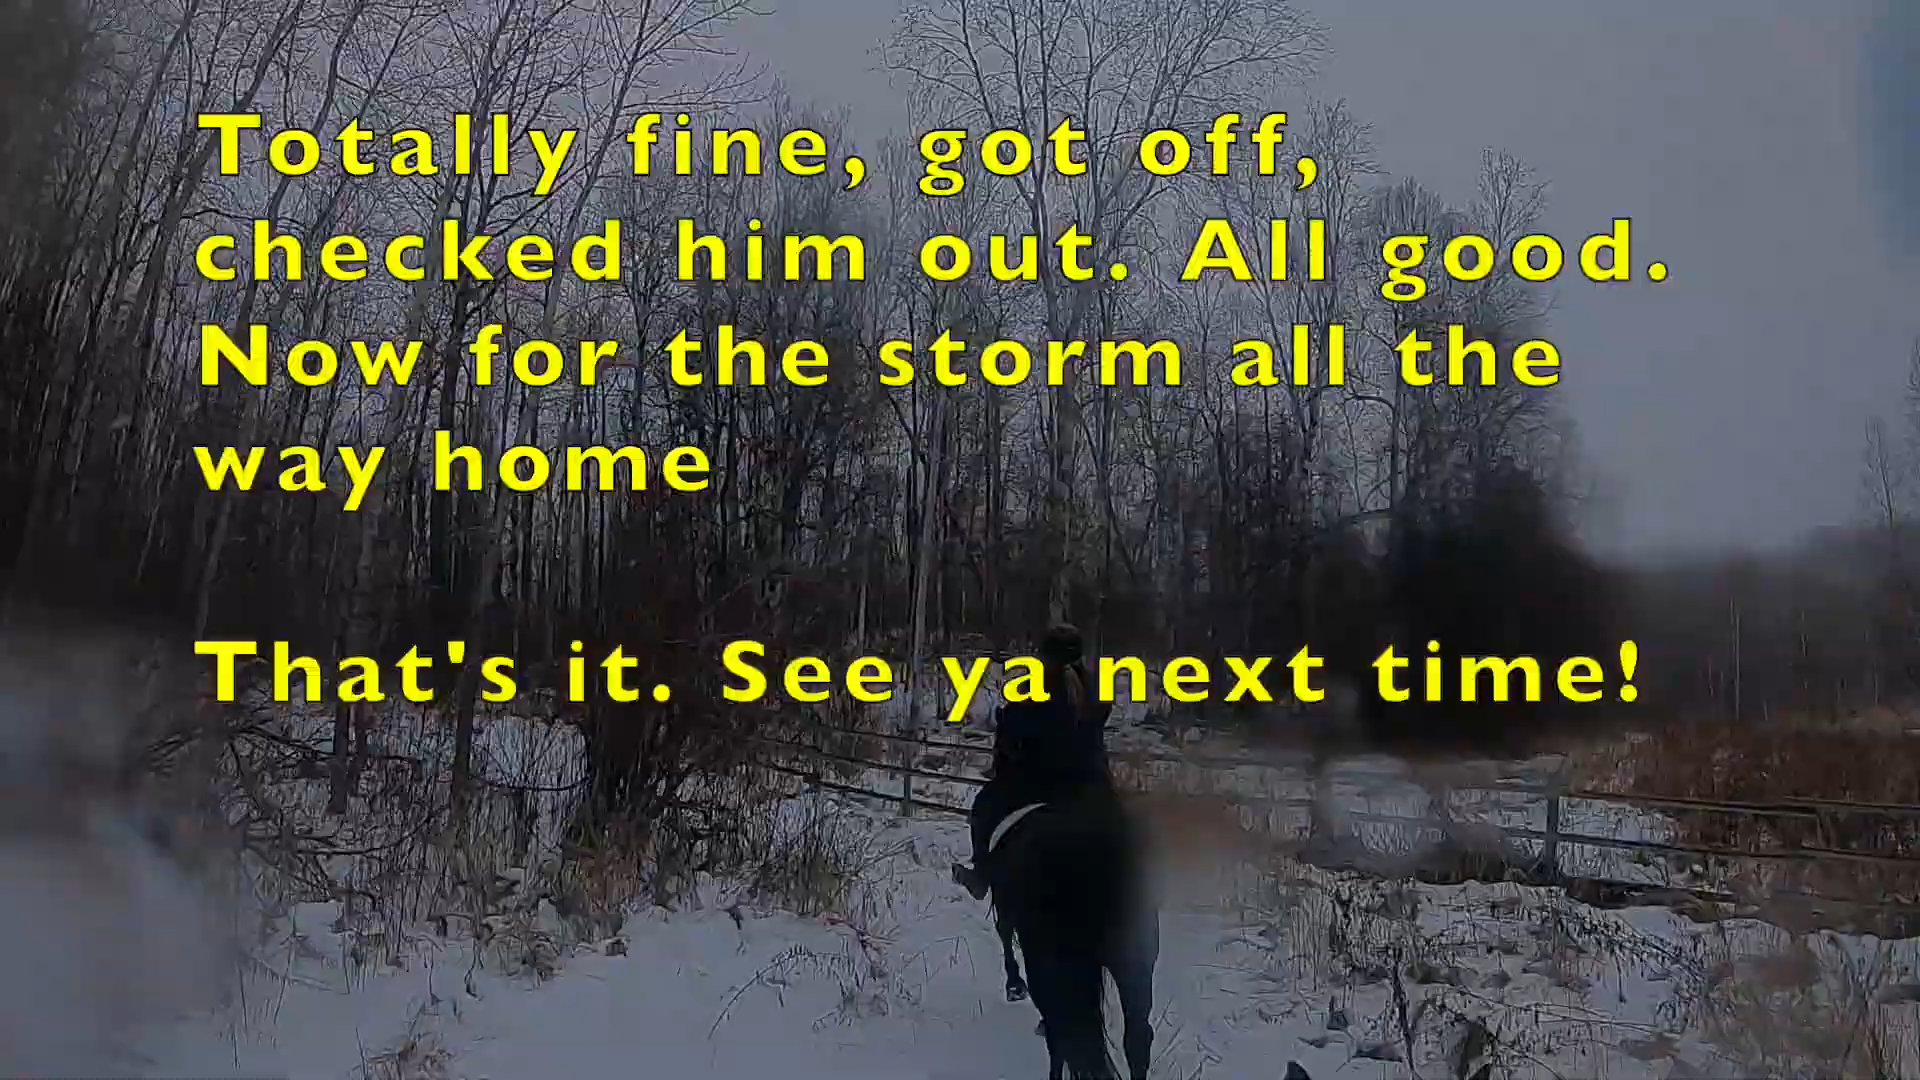 Totally fine, got off,
checked him out. All good.
Now for the storm all the
way home
That's it. See ya next time!